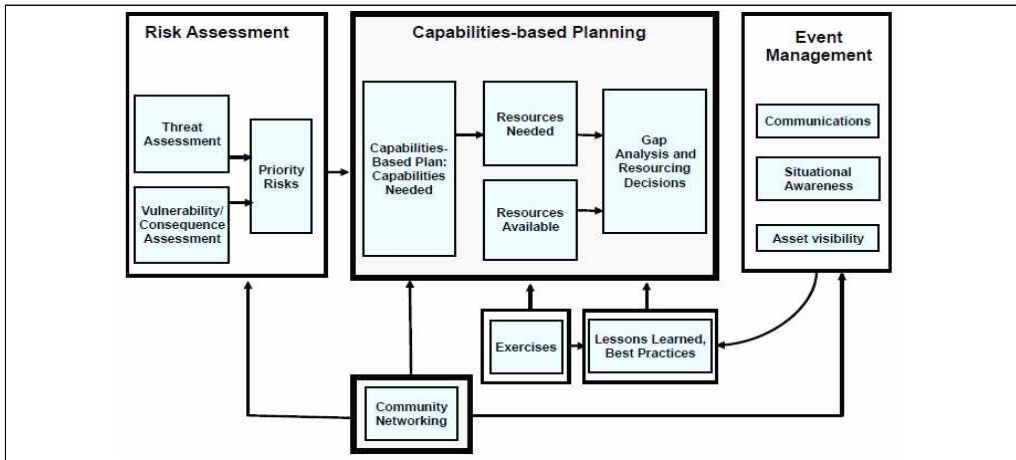 Risk Assessment
Threat
Assessment
Vulnerability/
Consequence
Assessment
Priority
Risks
Capabilities-based Planning
Capabilities-
Based Plan:
Capabilities
Needed
Resources
Needed
Resources
Available
Gap
Analysis and
Resourcing
Decisions
Event
Management
Communications
Situational
Awareness
Asset visibility
Exercises
Lessons Learned,
Best Practices
Community
Networking